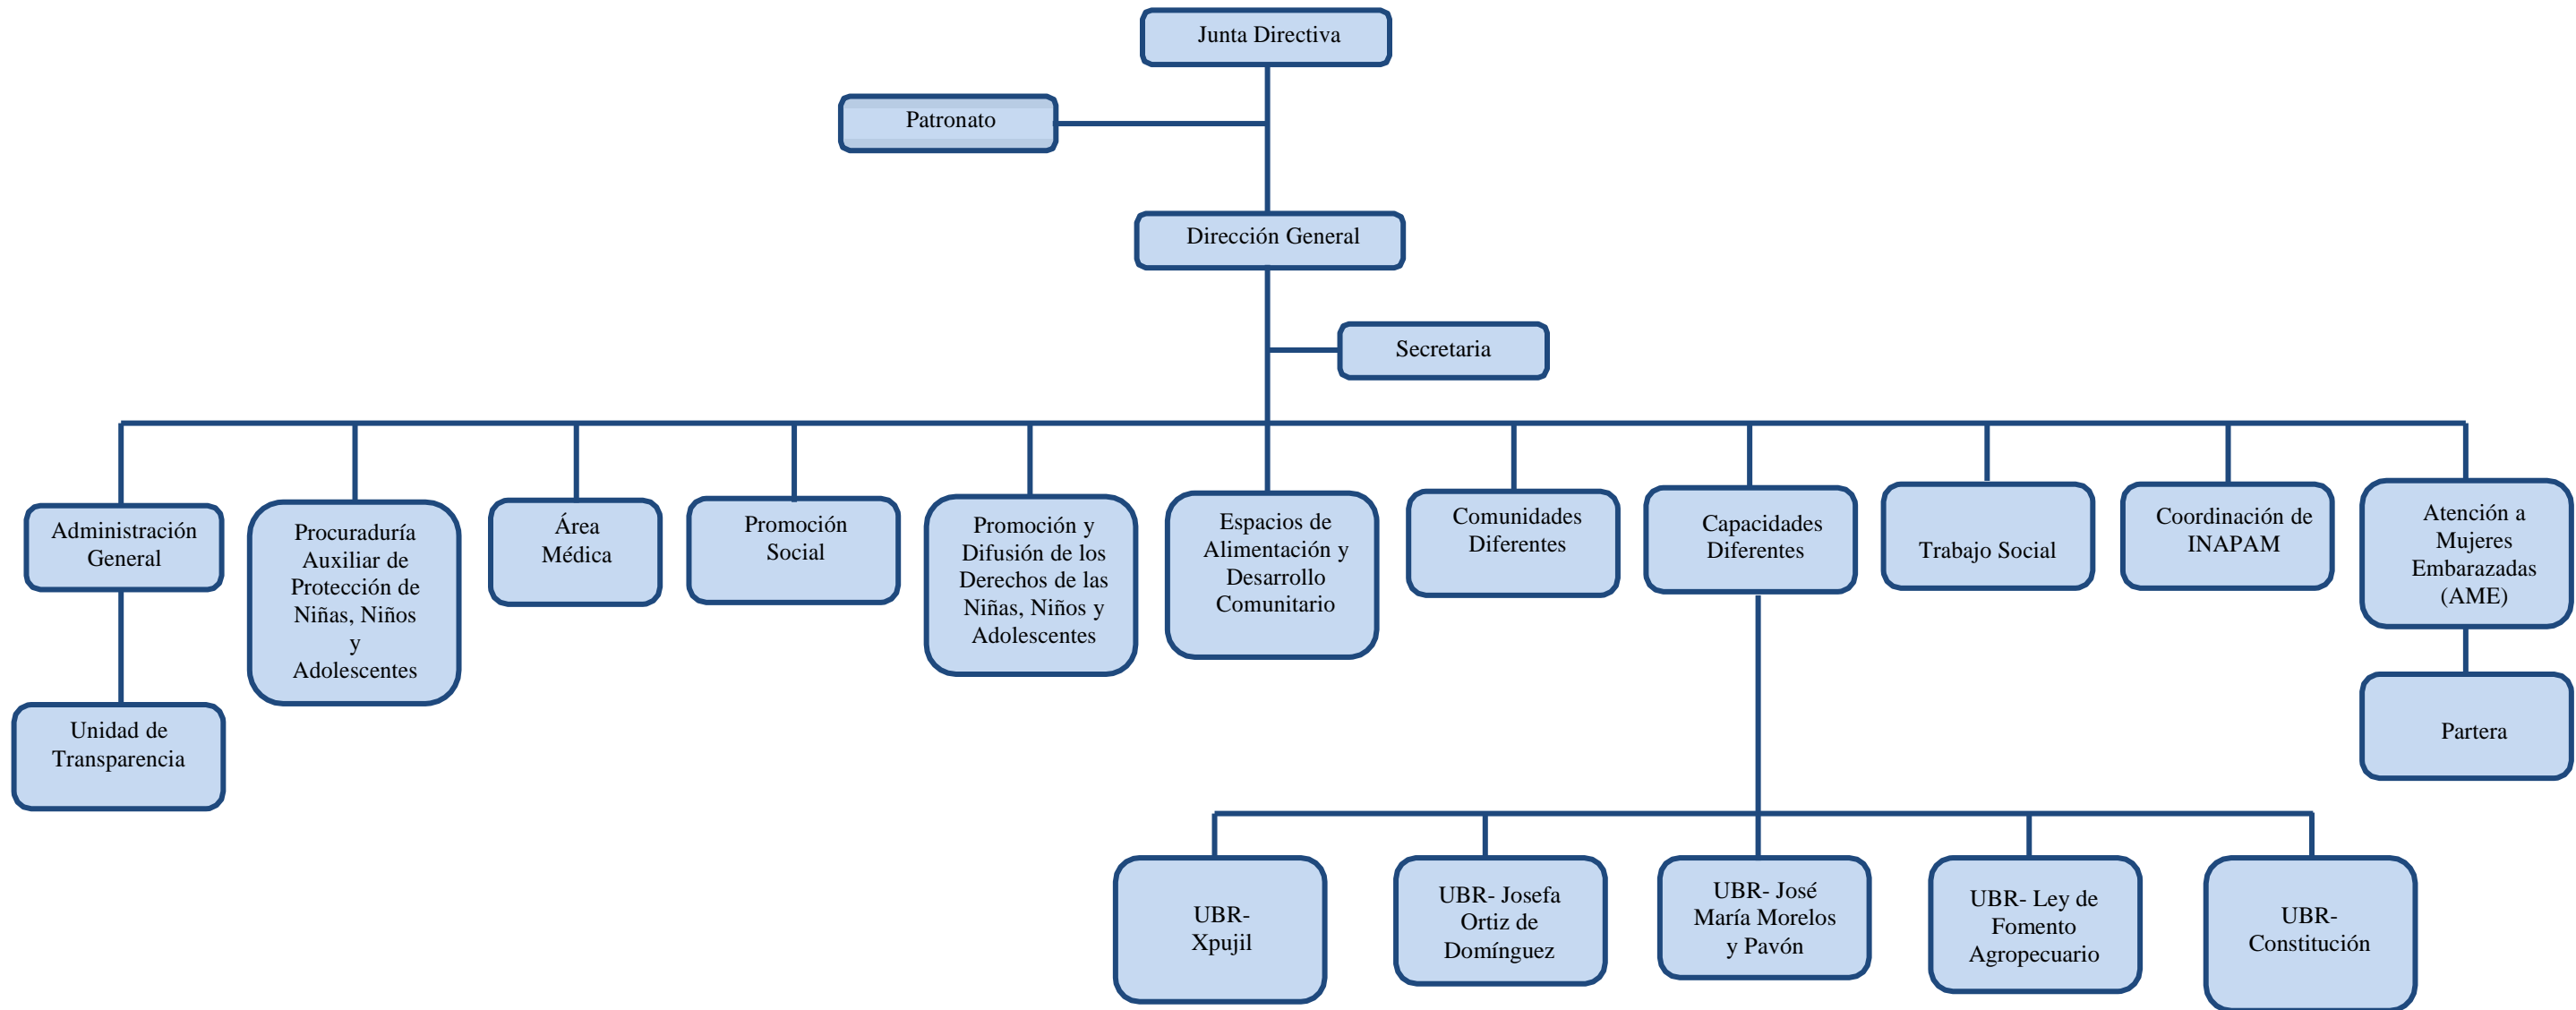 Junta Directiva
Patronato
Dirección General
Secretaria
Administración
General
Procuraduría
Auxiliar de
Protección de
Niñas, Niños
y
Adolescentes
Área
Médica
Promoción
Social
Promoción y
Difusión de los
Derechos de las
Niñas, Niños y
Adolescentes
Espacios de
Alimentación y
Desarrollo
Comunitario
Comunidades
Diferentes
Capacidades
Diferentes
Trabajo Social
Coordinación de
INAPAM
Atención a
Mujeres
Embarazadas
(AME)
Unidad de
Transparencia
Partera
UBR-
Xpujil
UBR- Josefa
Ortiz de
Domínguez
UBR- José
María Morelos
y Pavón
UBR- Ley de
Fomento
Agropecuario
UBR-
Constitución